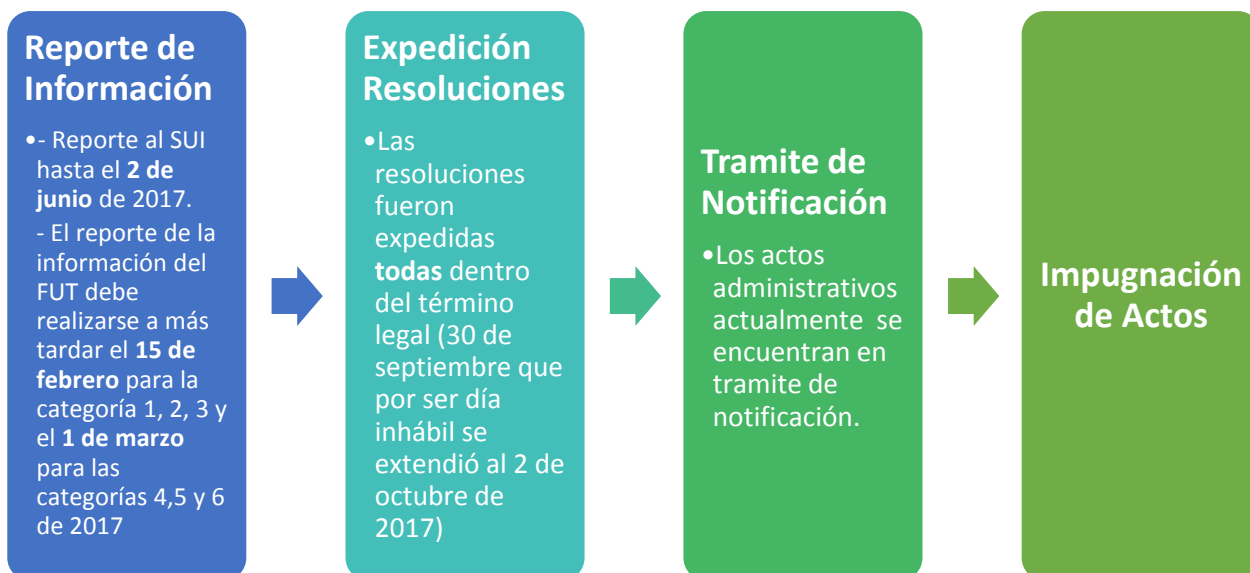 Reporte de
Información
•- Reporte al SUI
hasta el 2 de
junio de 2017.
- El reporte de la
información del
FUT debe
realizarse a más
tardar el 15 de
febrero para la
categoría 1, 2, 3 y
el 1 de marzo
para las
categorías 4,5 y 6
de 2017
Expedición
Resoluciones
•Las
resoluciones
fueron
expedidas
todas dentro
del término
legal (30 de
septiembre que
por ser día
inhábil se
extendió al 2 de
octubre de
2017)
Tramite de
Notificación
•Los actos
administrativos
actualmente se
encuentran en
tramite de
notificación.
Impugnación
de Actos